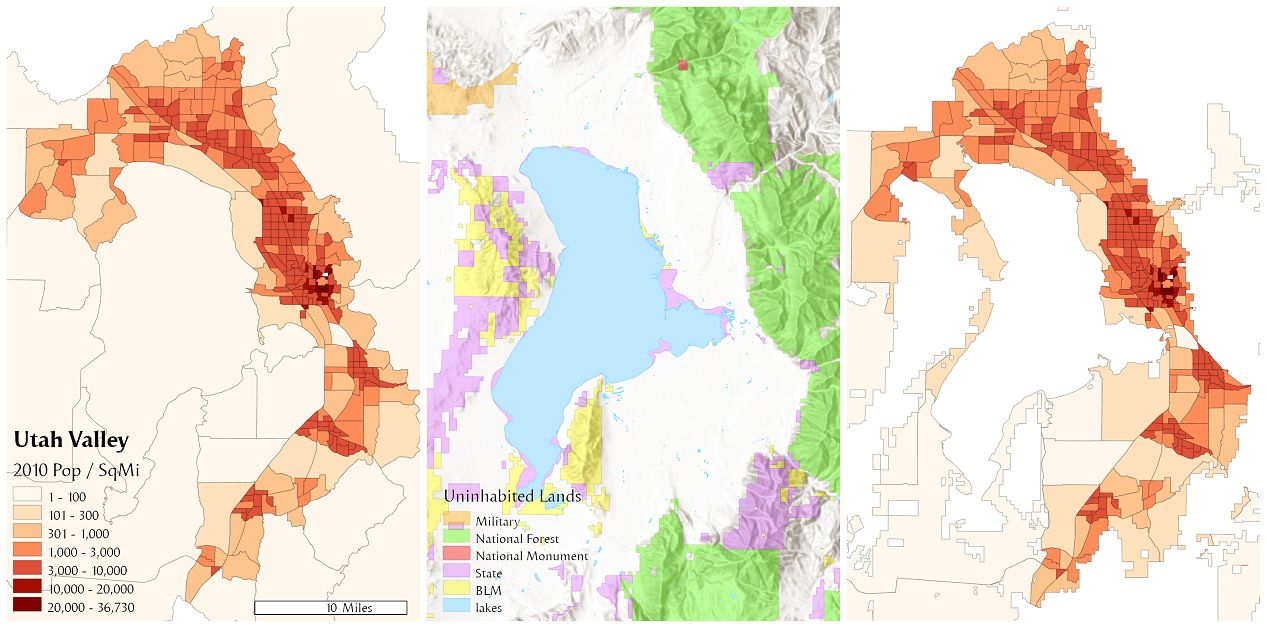 Utah Valley
2010 Pop / SqMi
1 - 100
101 - 300
301 - 1,000
1,000 - 3,000
3,000 - 10,000
10,000 - 20,000
20,000 - 36,730
10 Miles
Uninhabited Lands
Military
National Forest
National Monument
State
BLM
lakes